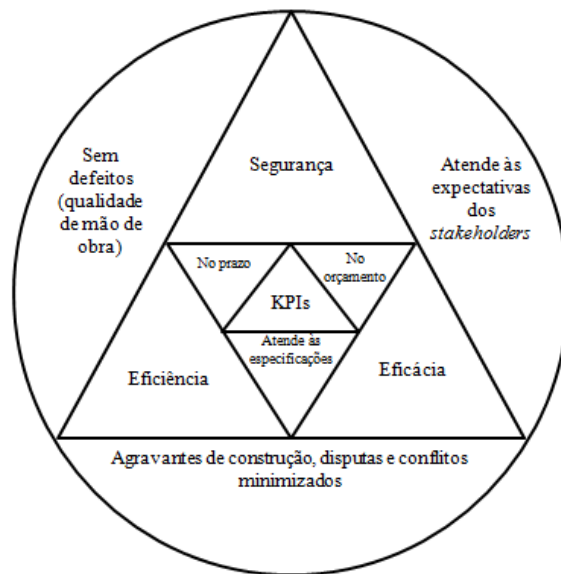 Sem
defeitos
(qualidade
de mão de
obra)
Segurança
Atende às
expectativas
dos
stakeholders
No prazo
No
orçamento
KPIs
Atende às
especificações
Eficiência
Eficácia
Agravantes de construção, disputas e conflitos
minimizados